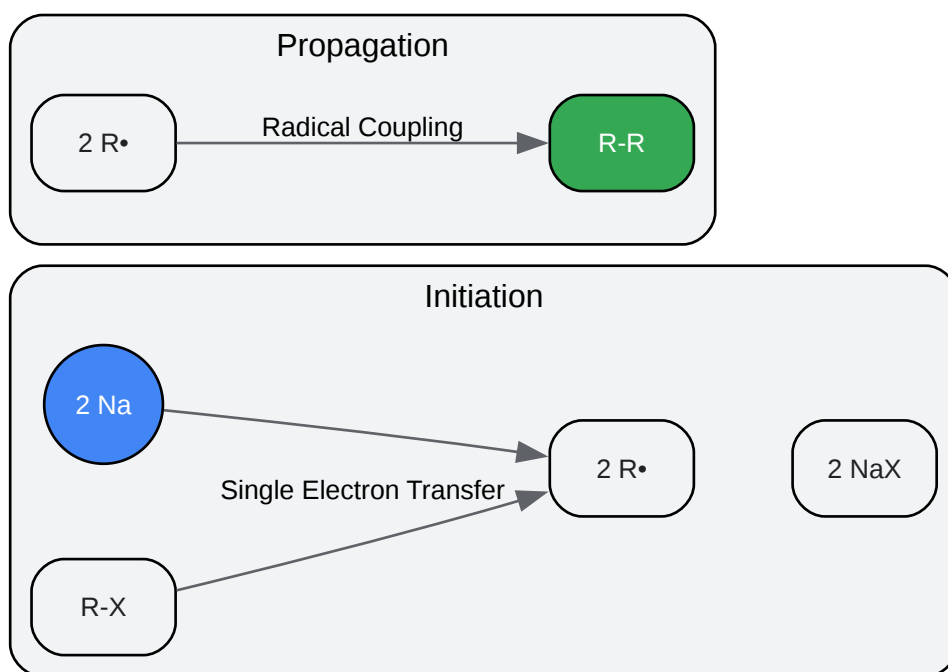 Propagation
2 R•
Radical Coupling
R-R
Initiation
2 Na
Single Electron Transfer
2 R•
2 NaX
R-X